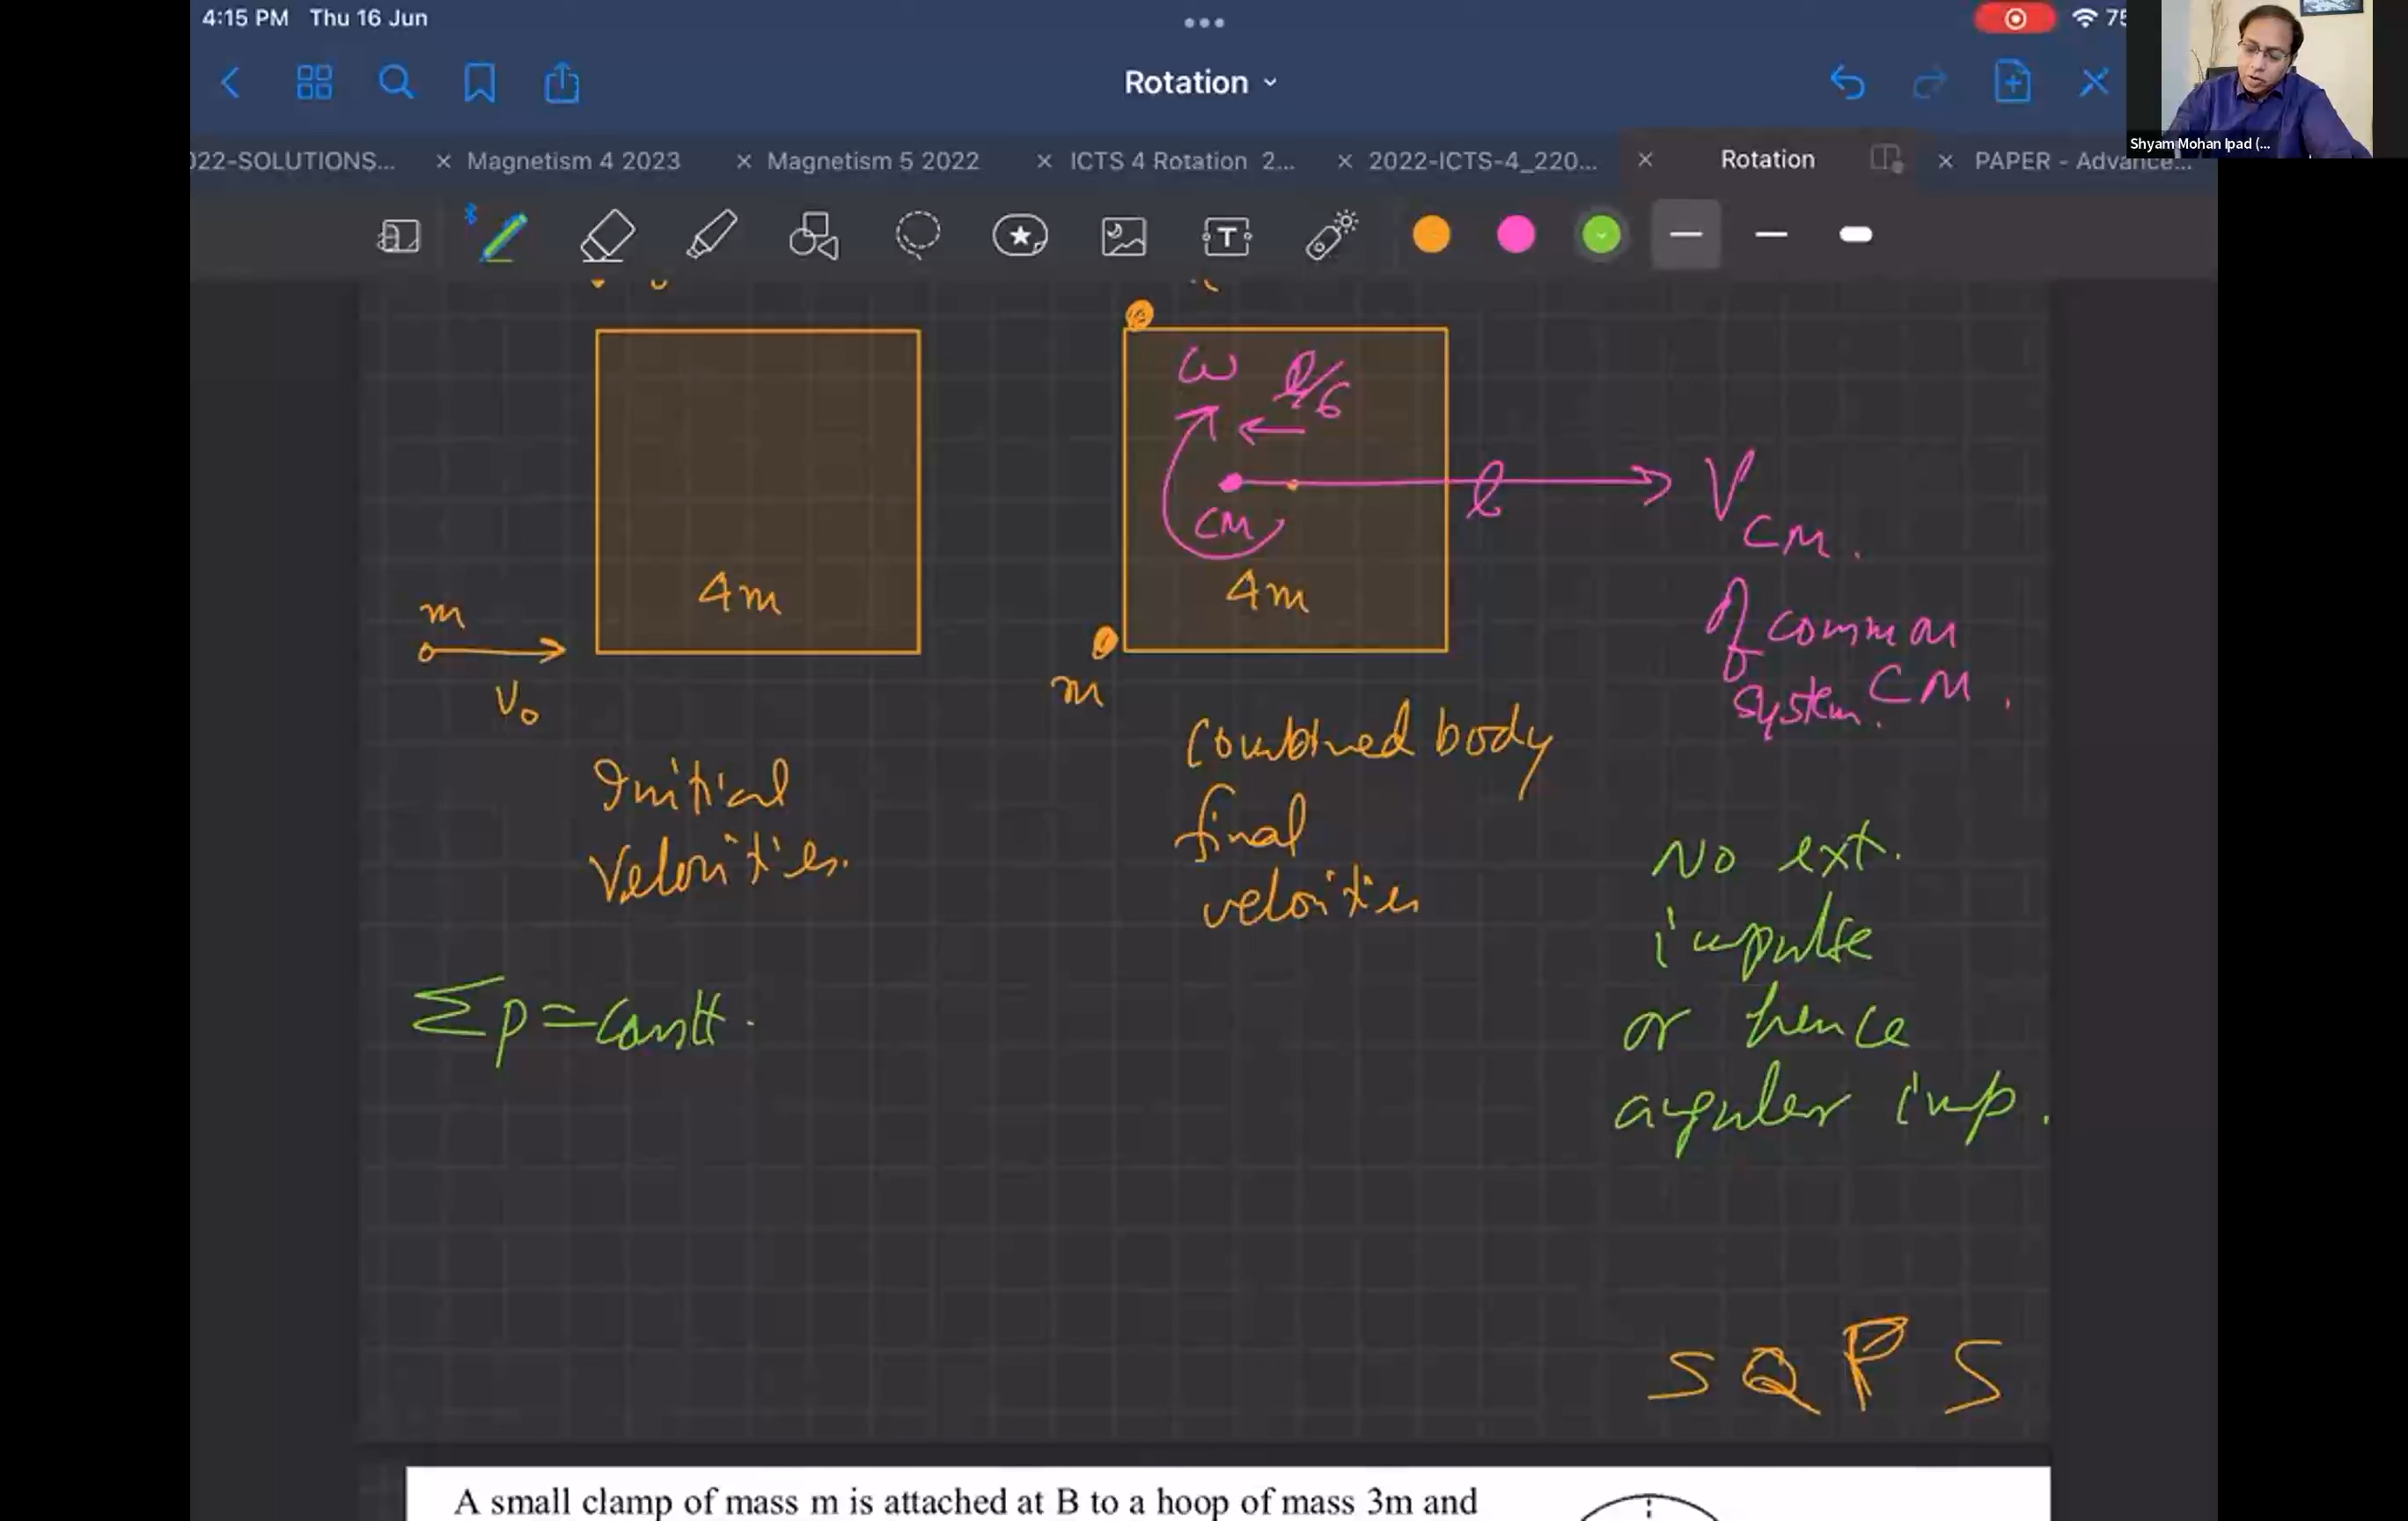 4:15 PM Thu 16 Jun
75
Rotation
Shyam Mohan Ipad (...
022-SOLUTIONS...
Magnetism 4 2023
Magnetism 5 2022
ICTS 4 Rotation 2...
2022-ICTS-4_220...
Rotation
PAPER - Advance...
T
ω
l/6
l
V CM.
CM
4m
4m
m
V₀
m
of common
system CM.
Combined body
final
velocities
Initial
Velocities.
No ext.
impulse
or hence
angular imp.
Σp = constt.
S Q P S
A small clamp of mass m is attached at B to a hoop of mass 3m and